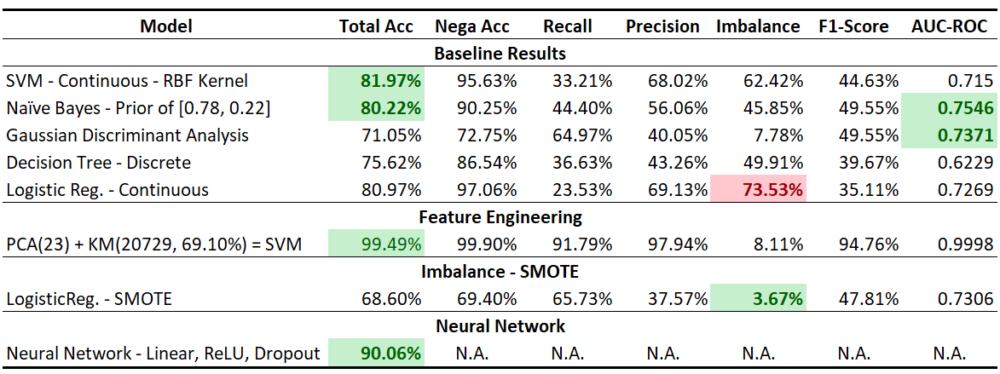 Model Total Acc Nega Acc Recall Precision Imbalance F1-Score AUC-ROC
Baseline Results
SVM - Continuous - RBF Kernel 81.97% 95.63% 33.21% 68.02% 62.42% 44.63% 0.715
Naïve Bayes - Prior of [0.78, 0.22] 80.22% 90.25% 44.40% 56.06% 45.85% 49.55% 0.7546
Gaussian Discriminant Analysis 71.05% 72.75% 64.97% 40.05% 7.78% 49.55% 0.7371
Decision Tree - Discrete 75.62% 86.54% 36.63% 43.26% 49.91% 39.67% 0.6229
Logistic Reg. - Continuous 80.97% 97.06% 23.53% 69.13% 73.53% 35.11% 0.7269
Feature Engineering
PCA(23) + KM(20729, 69.10%) = SVM 99.49% 99.90% 91.79% 97.94% 8.11% 94.76% 0.9998
Imbalance - SMOTE
LogisticReg. - SMOTE 68.60% 69.40% 65.73% 37.57% 3.67% 47.81% 0.7306
Neural Network
Neural Network - Linear, ReLU, Dropout 90.06% N.A. N.A. N.A. N.A. N.A. N.A.